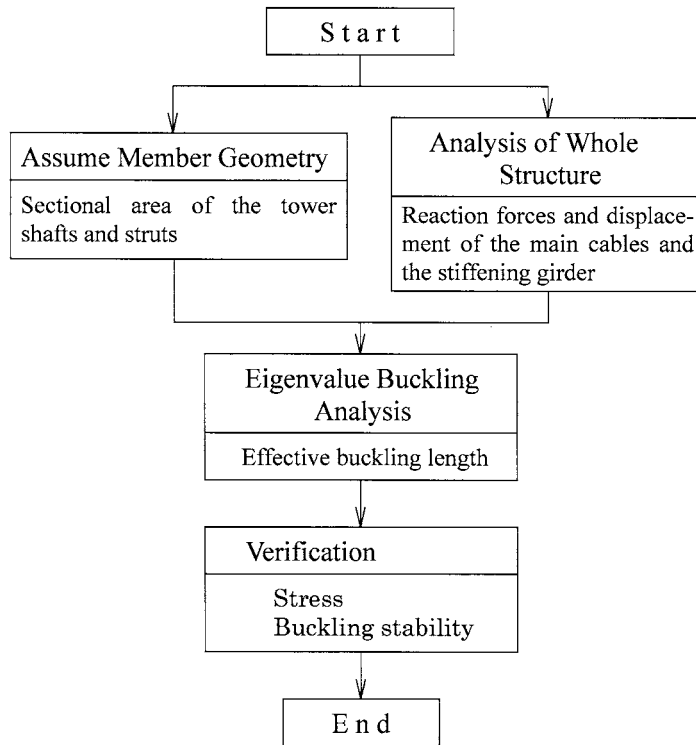 Start
Assume Member Geometry
Sectional area of the tower
shafts and struts
Analysis of Whole
Structure
Reaction forces and displace-
ment of the main cables and
the stiffening girder
Eigenvalue Buckling
Analysis
Effective buckling length
Verification
Stress
Buckling stability
End